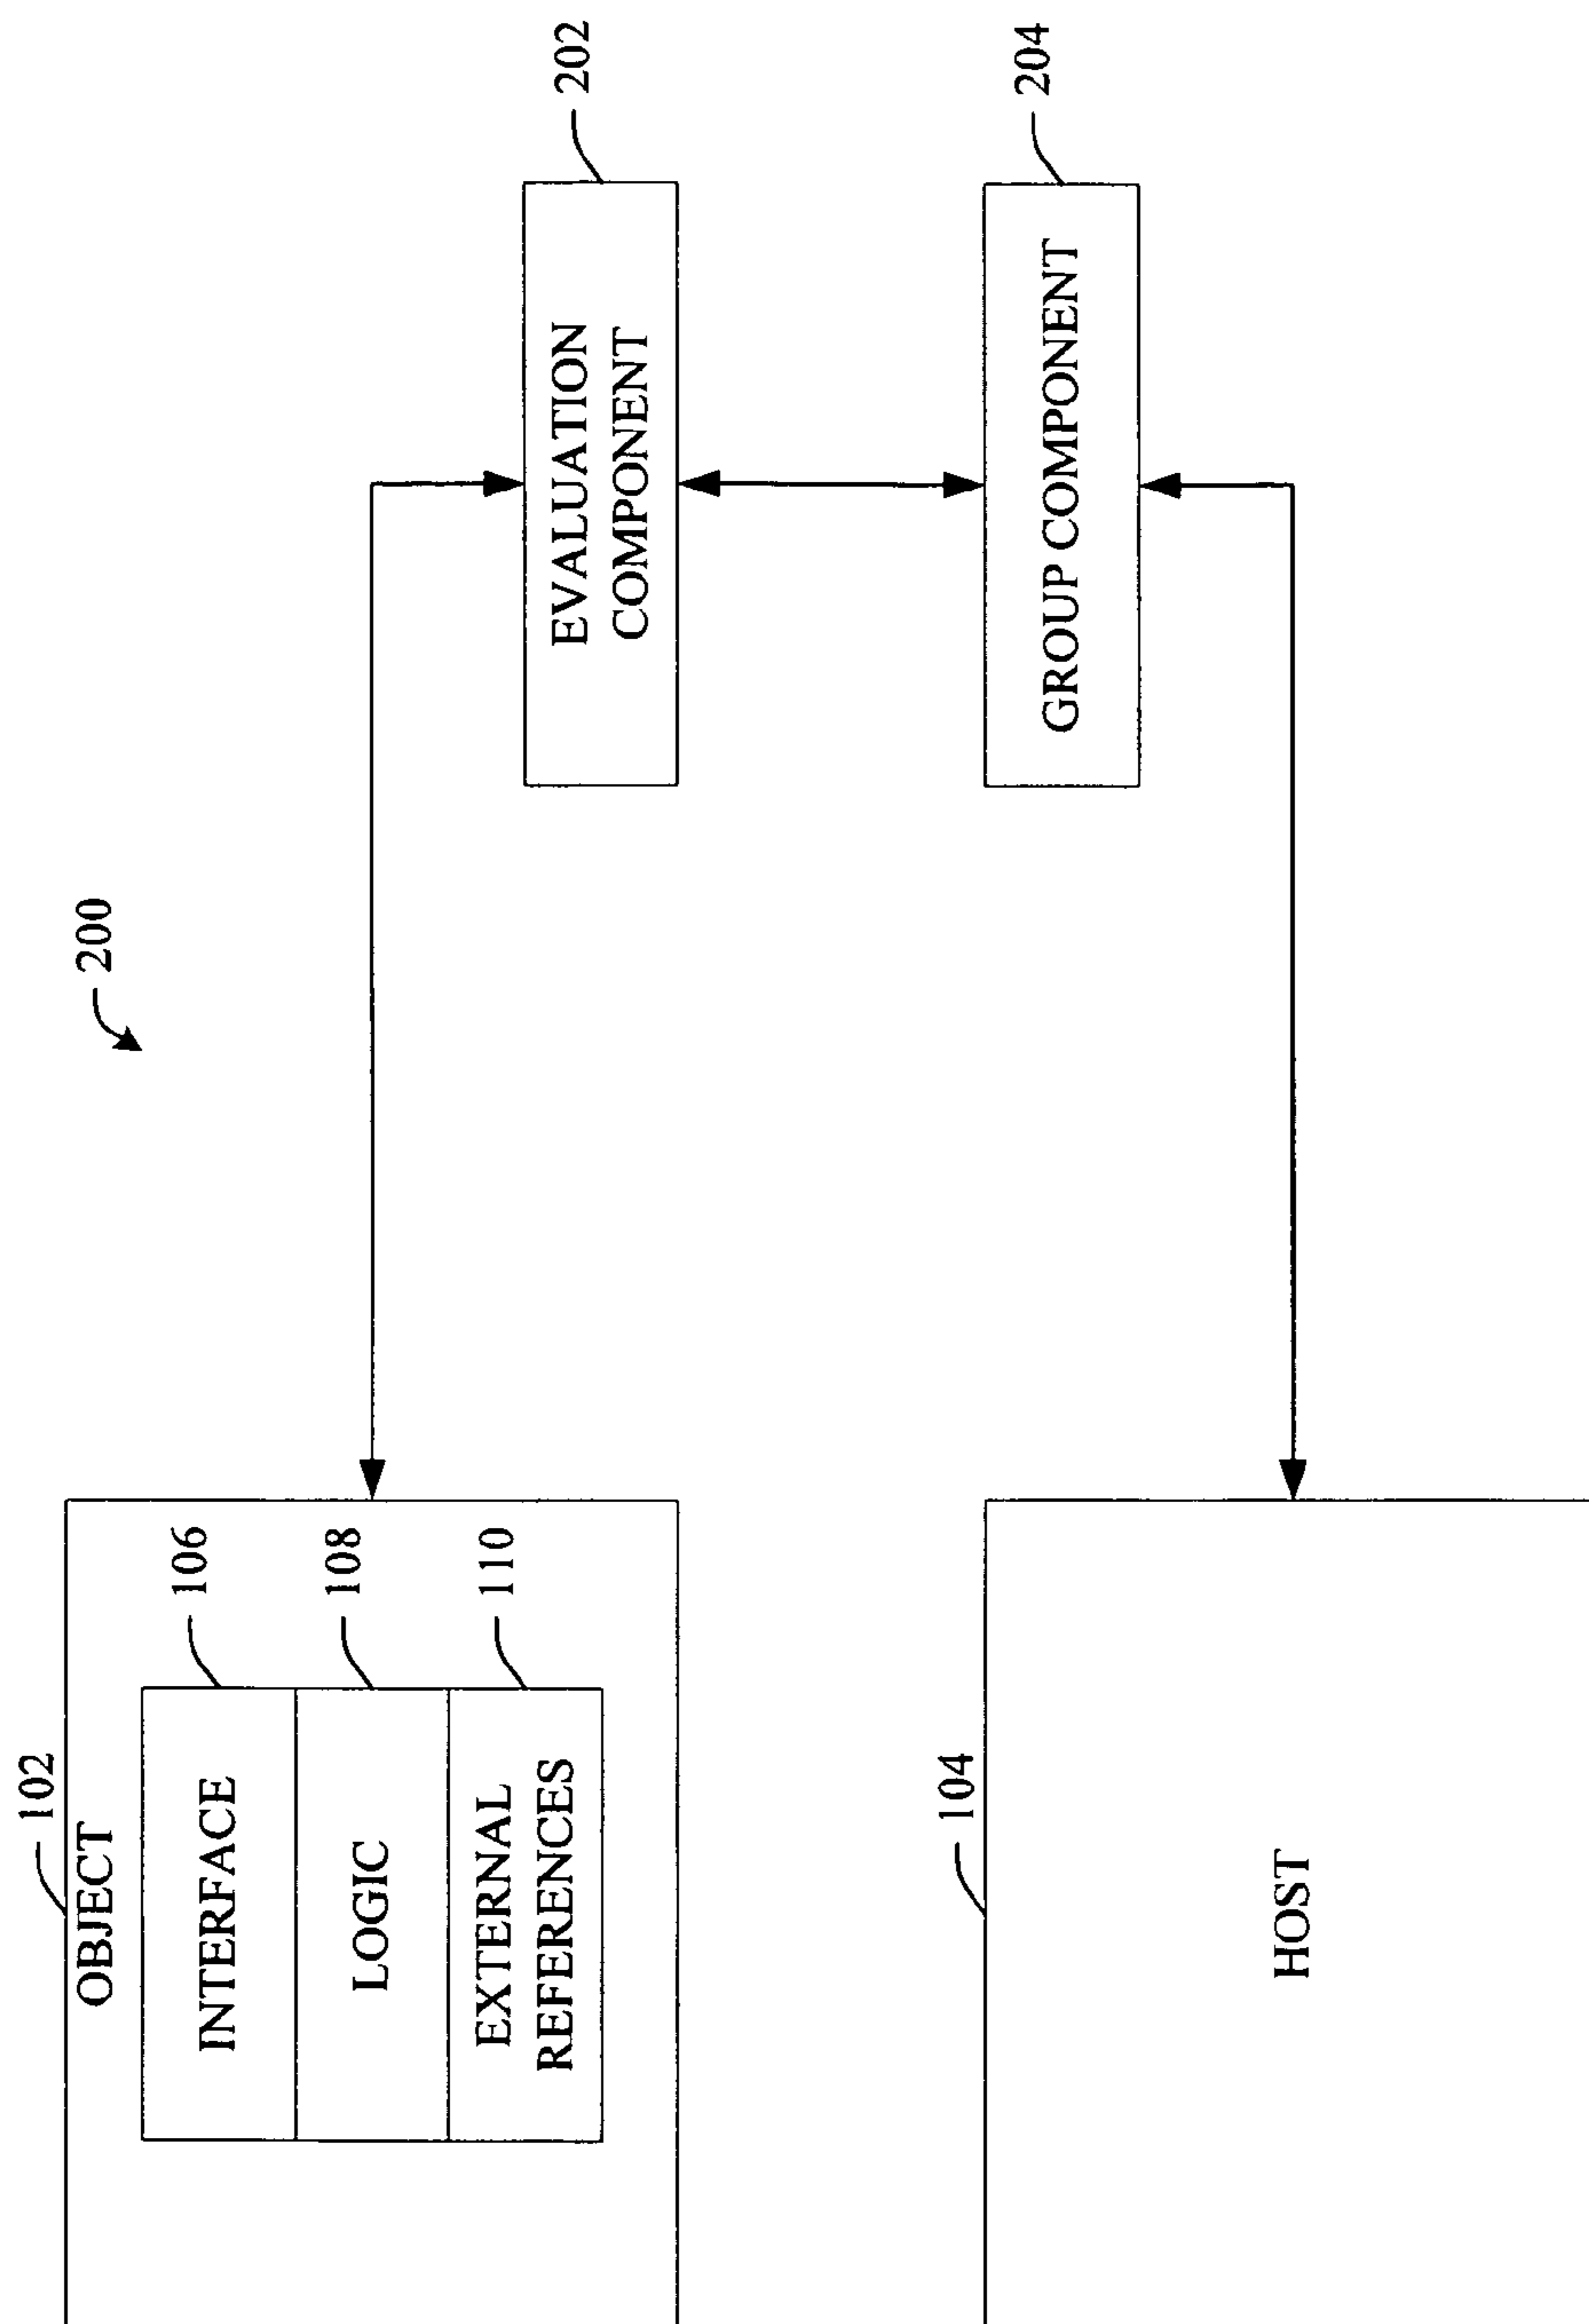 200
102
OBJECT
INTERFACE
106
LOGIC
108
EXTERNAL
REFERENCES
110
EVALUATION
COMPONENT
202
104
HOST
GROUP COMPONENT
204